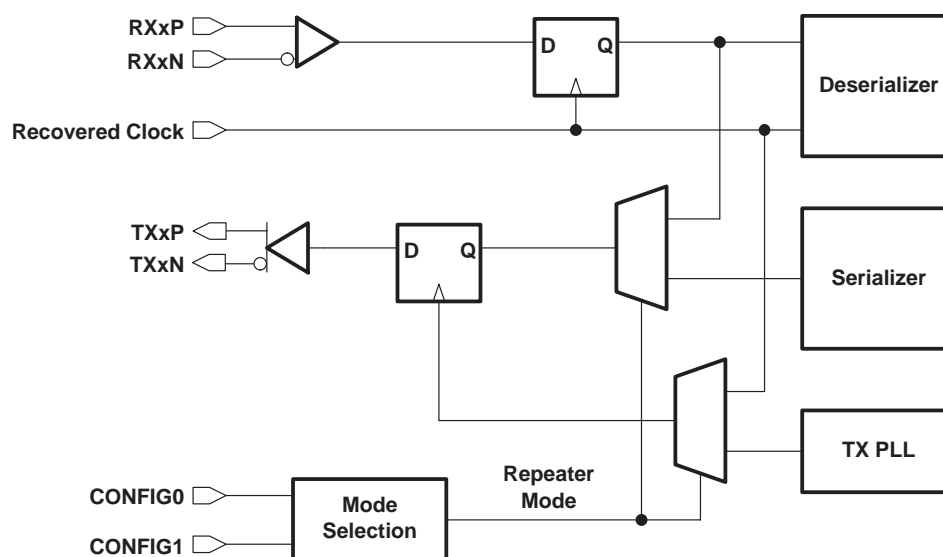 RXxP
RXxN
D
Q
Deserializer
Recovered Clock
TXxP
TXxN
D
Q
Serializer
TX PLL
Repeater
Mode
CONFIG0
CONFIG1
Mode
Selection